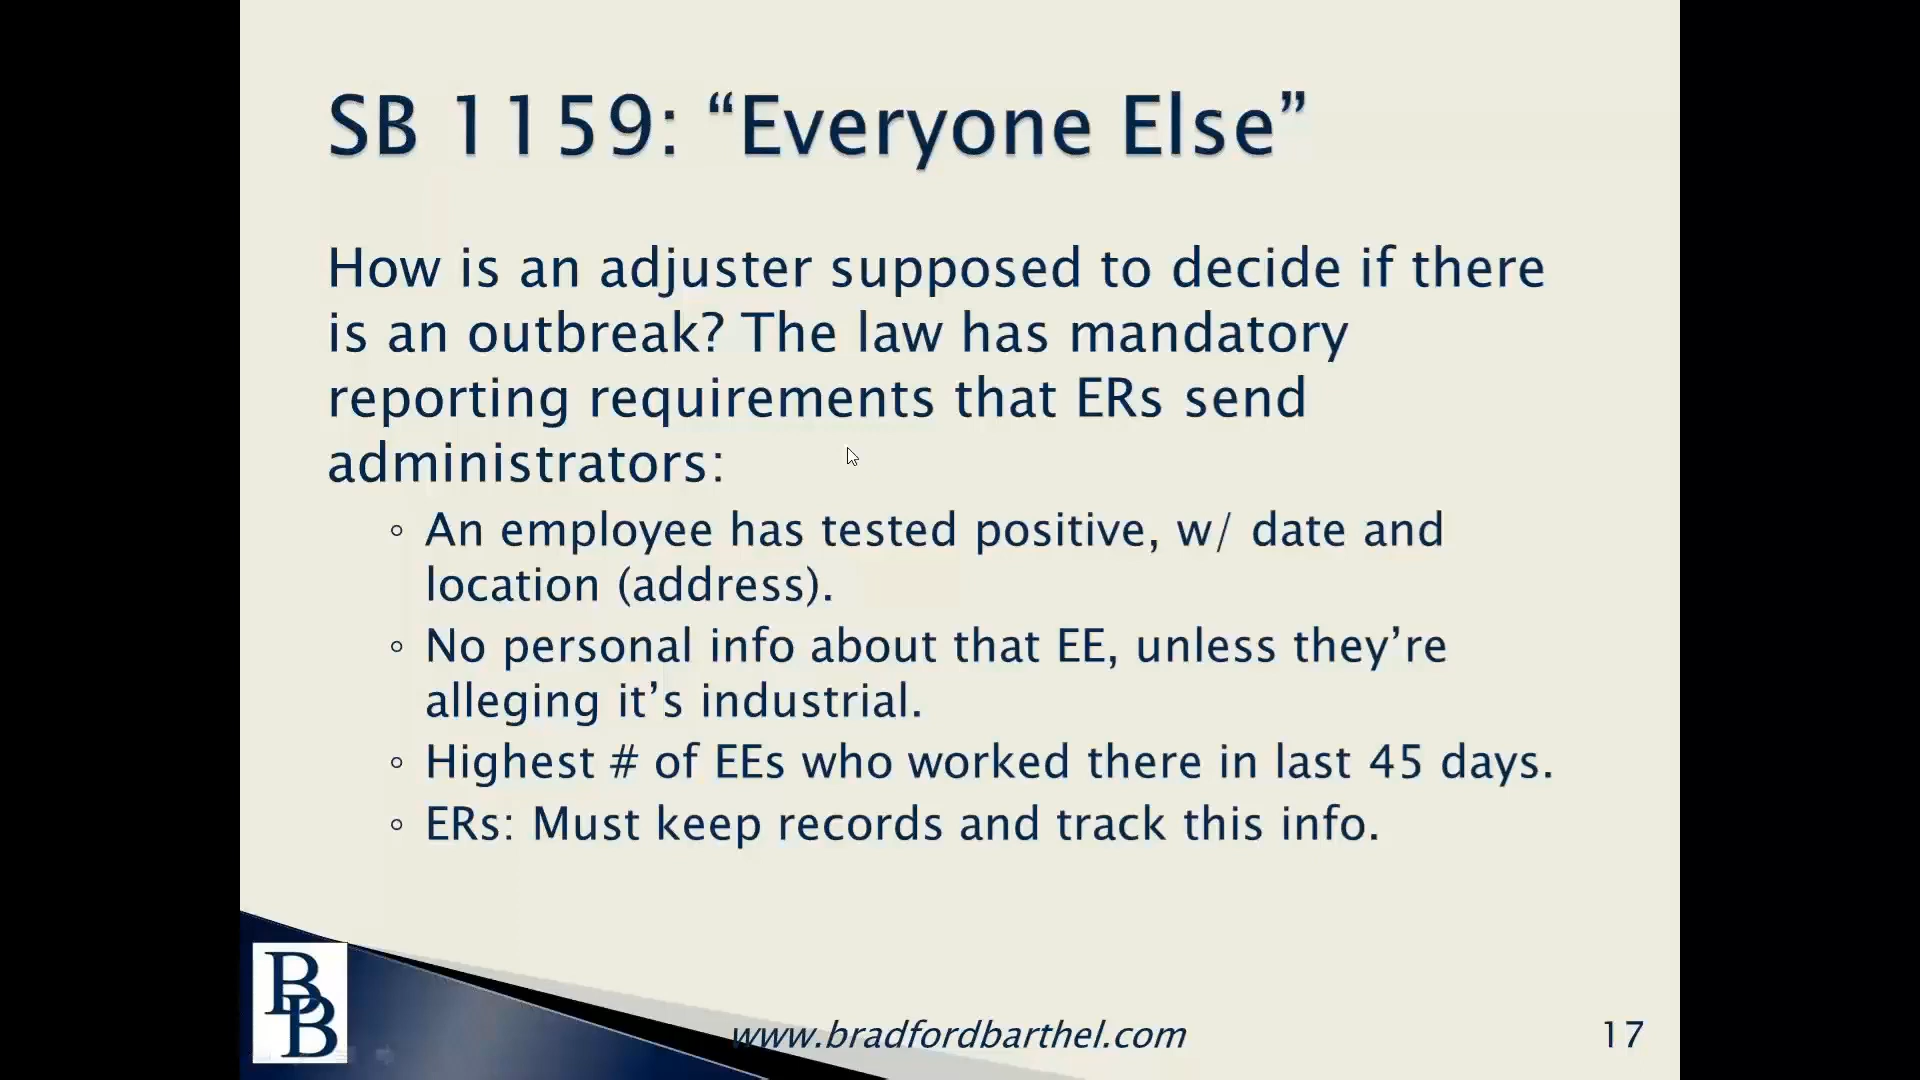 SB 1159: “Everyone Else”
How is an adjuster supposed to decide if there
is an outbreak? The law has mandatory
reporting requirements that ERs send
administrators:
◦ An employee has tested positive, w/ date and
location (address).
◦ No personal info about that EE, unless they’re
alleging it’s industrial.
◦ Highest # of EEs who worked there in last 45 days.
◦ ERs: Must keep records and track this info.
BB
www.bradfordbarthel.com
17